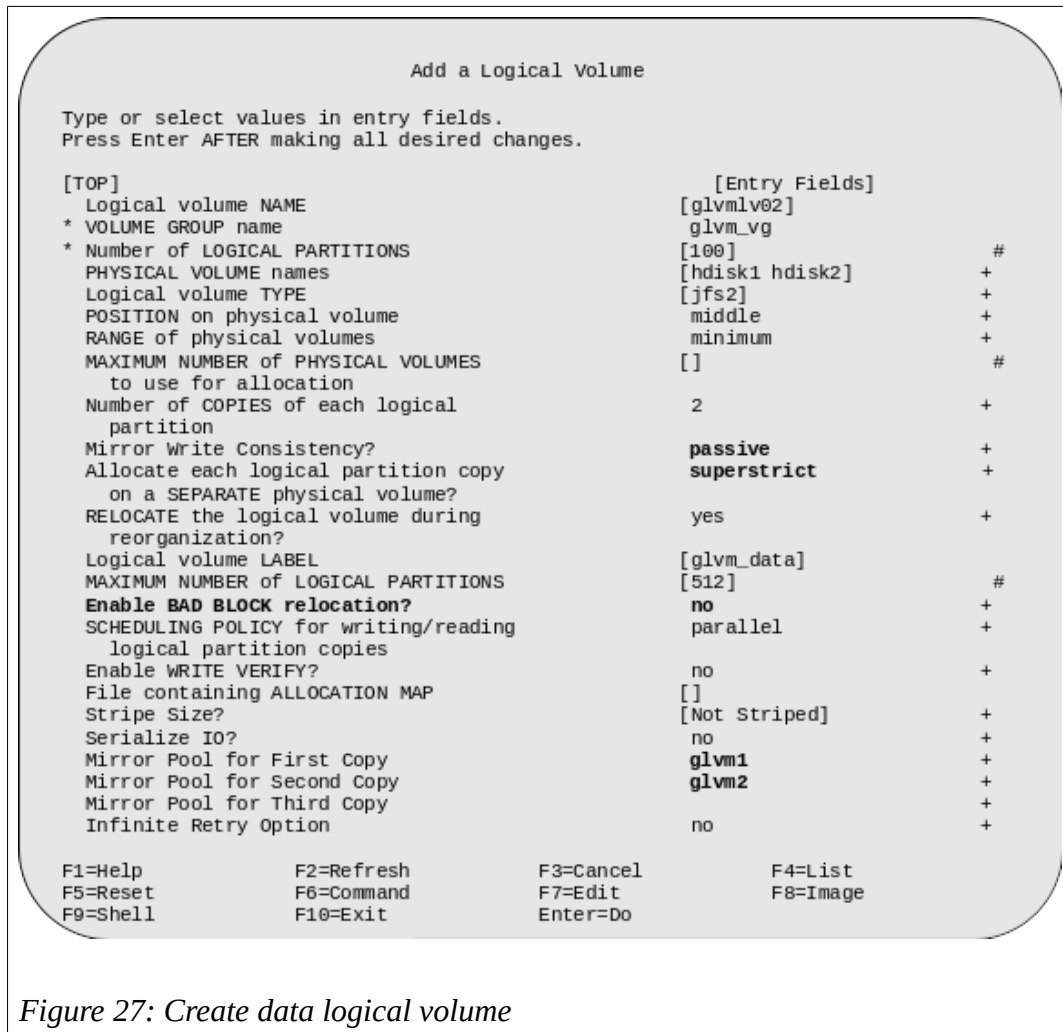 Add a Logical Volume
Type or select values in entry fields.
Press Enter AFTER making all desired changes.
[TOP] [Entry Fields]
Logical volume NAME [glvmlv02]
* VOLUME GROUP name glvm_vg
* Number of LOGICAL PARTITIONS [100] #
PHYSICAL VOLUME names [hdisk1 hdisk2] +
Logical volume TYPE [jfs2] +
POSITION on physical volume middle +
RANGE of physical volumes minimum +
MAXIMUM NUMBER of PHYSICAL VOLUMES [] #
to use for allocation
Number of COPIES of each logical 2 +
partition
Mirror Write Consistency? passive +
Allocate each logical partition copy superstrict +
on a SEPARATE physical volume?
RELOCATE the logical volume during yes +
reorganization?
Logical volume LABEL [glvm_data]
MAXIMUM NUMBER of LOGICAL PARTITIONS [512] #
Enable BAD BLOCK relocation? no +
SCHEDULING POLICY for writing/reading parallel +
logical partition copies
Enable WRITE VERIFY? no +
File containing ALLOCATION MAP []
Stripe Size? [Not Striped] +
Serialize IO? no +
Mirror Pool for First Copy glvm1 +
Mirror Pool for Second Copy glvm2 +
Mirror Pool for Third Copy +
Infinite Retry Option no +
F1=Help F2=Refresh F3=Cancel F4=List
F5=Reset F6=Command F7=Edit F8=Image
F9=Shell F10=Exit Enter=Do
Figure 27: Create data logical volume